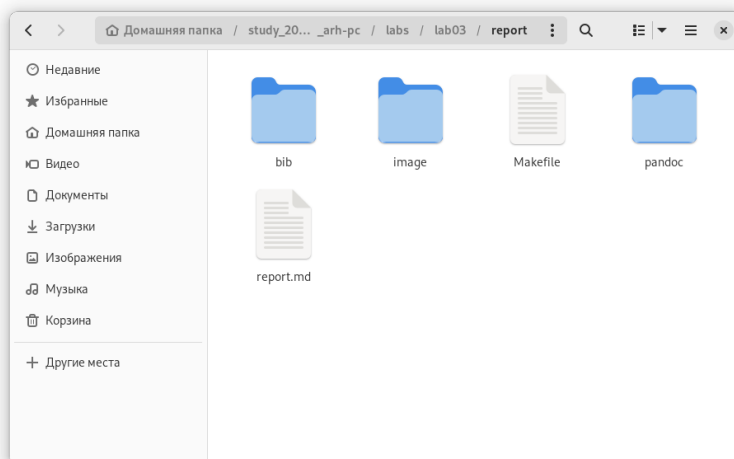 Домашняя папка / study_20... _arh-pc / labs / lab03 / report
Недавние
Избранные
Домашняя папка
Видео
Документы
Загрузки
Изображения
Музыка
Корзина
Другие места
bib image Makefile pandoc
report.md